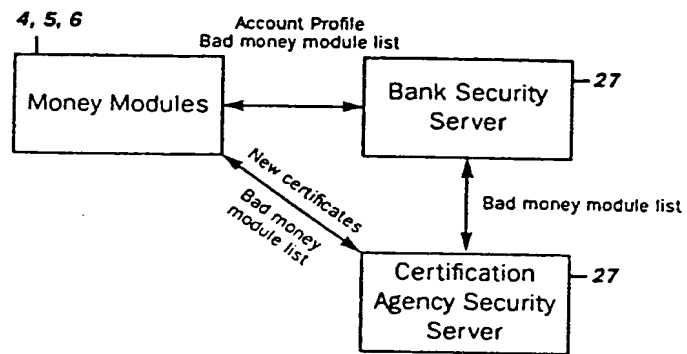 4, 5, 6
Account Profile
Bad money module list
Money Modules
Bank Security
Server
27
New certificates
Bad money
module list
Bad money module list
Certification
Agency Security
Server
27